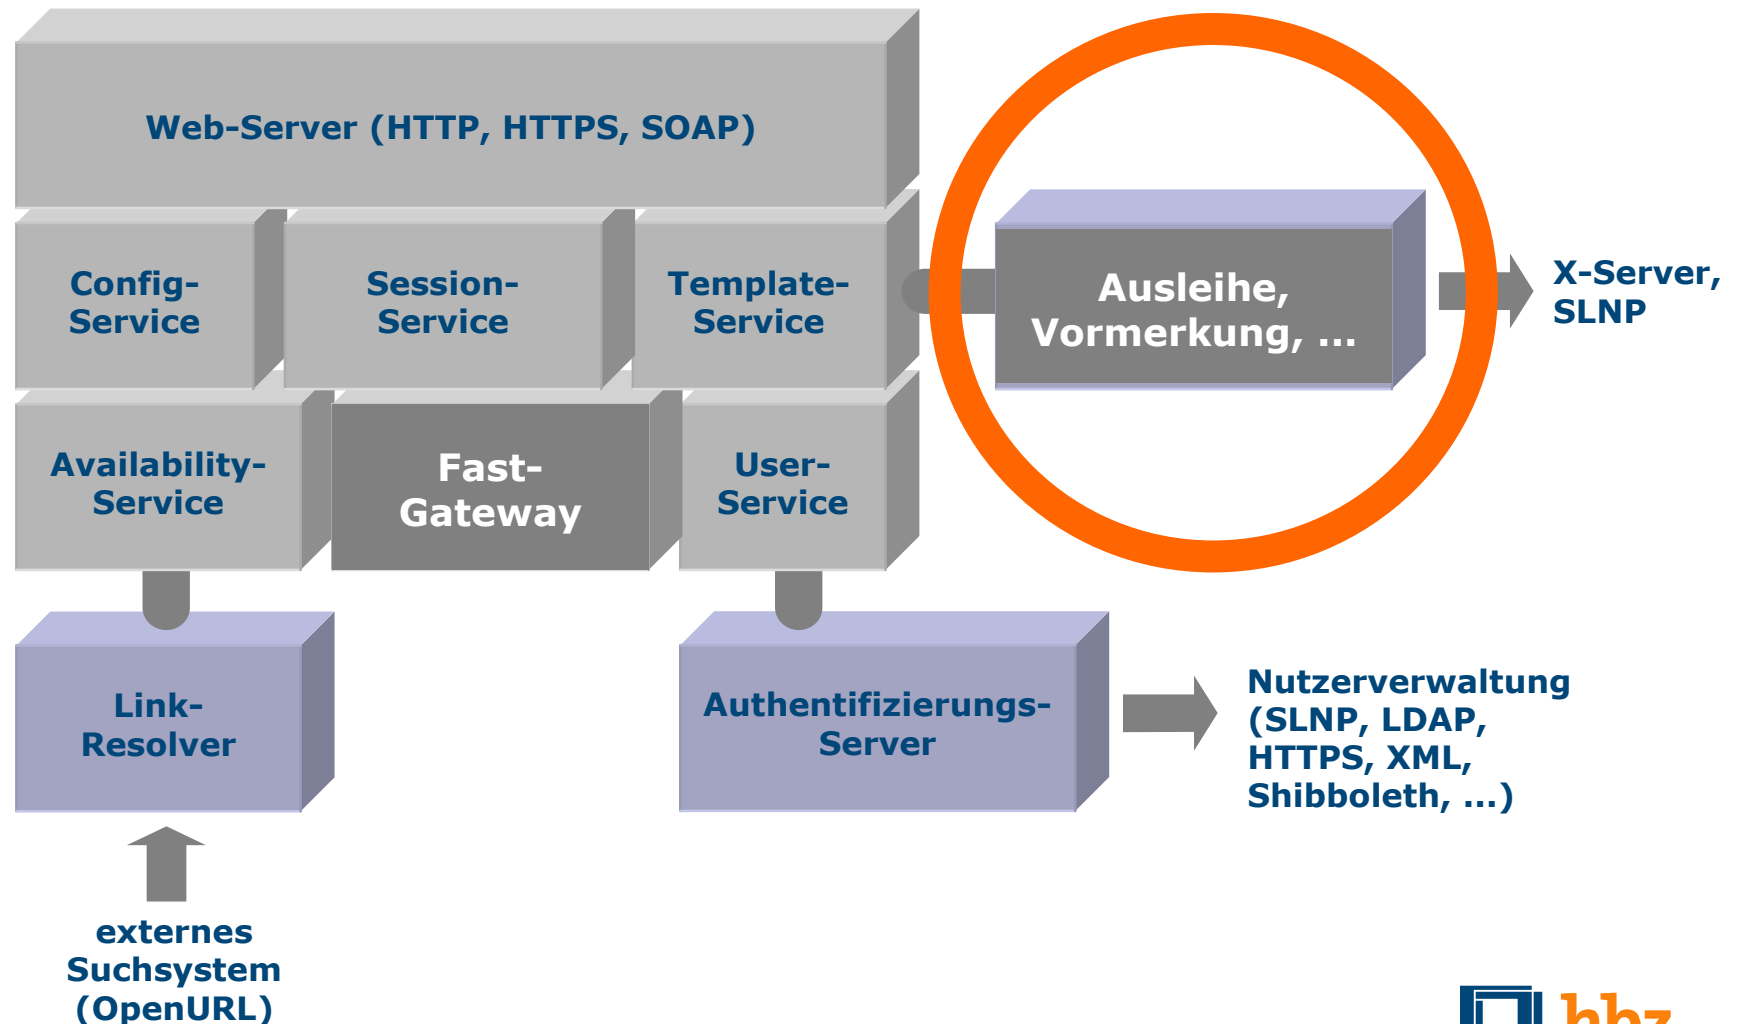 Web-Server (HTTP, HTTPS, SOAP)
Config-
Service
Session-
Service
Template-
Service
Ausleihe,
Vormerkung, ...
X-Server,
SLNP
Availability-
Service
Fast-
Gateway
User-
Service
Link-
Resolver
Authentifizierungs-
Server
Nutzerverwaltung
(SLNP, LDAP,
HTTPS, XML,
Shibboleth, ...)
externes
Suchsystem
(OpenURL)
hbz